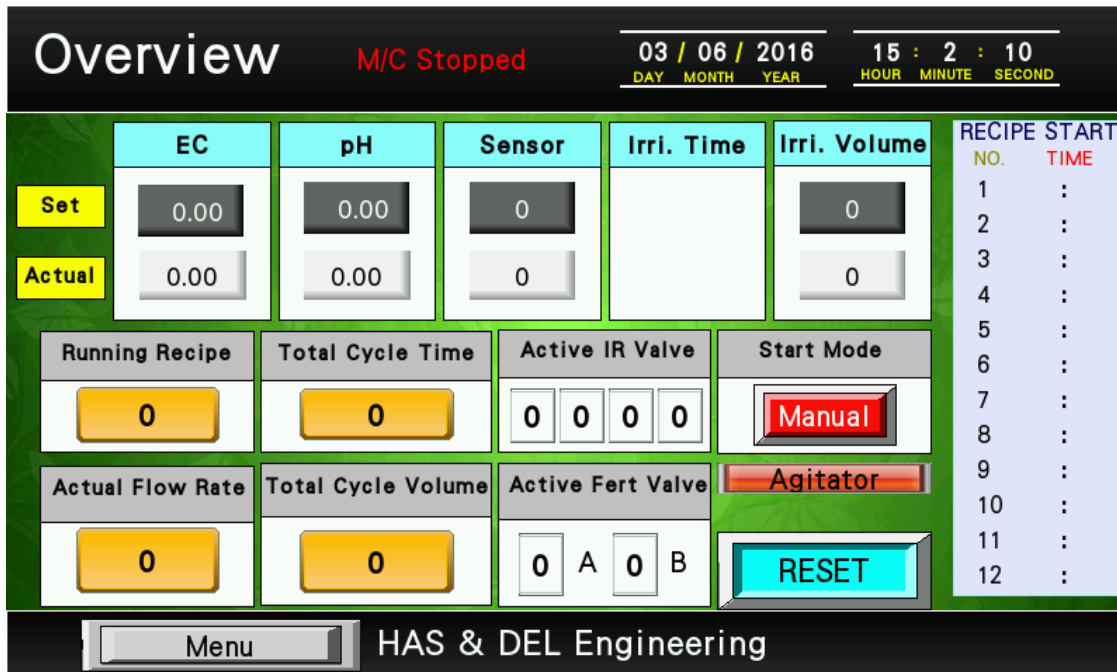 Overview M/C Stopped 03 / 06 / 2016 15 : 2 : 10
DAY MONTH YEAR HOUR MINUTE SECOND
EC pH Sensor Irri. Time Irri. Volume
Set 0.00 0.00 0 0
Actual 0.00 0.00 0 0
Running Recipe Total Cycle Time Active IR Valve Start Mode
0 0 0 0 0 0 Manual
Actual Flow Rate Total Cycle Volume Active Fert Valve Agitator
0 0 0 A 0 B RESET
RECIPE START
NO. TIME
1 :
2 :
3 :
4 :
5 :
6 :
7 :
8 :
9 :
10 :
11 :
12 :
Menu HAS & DEL Engineering